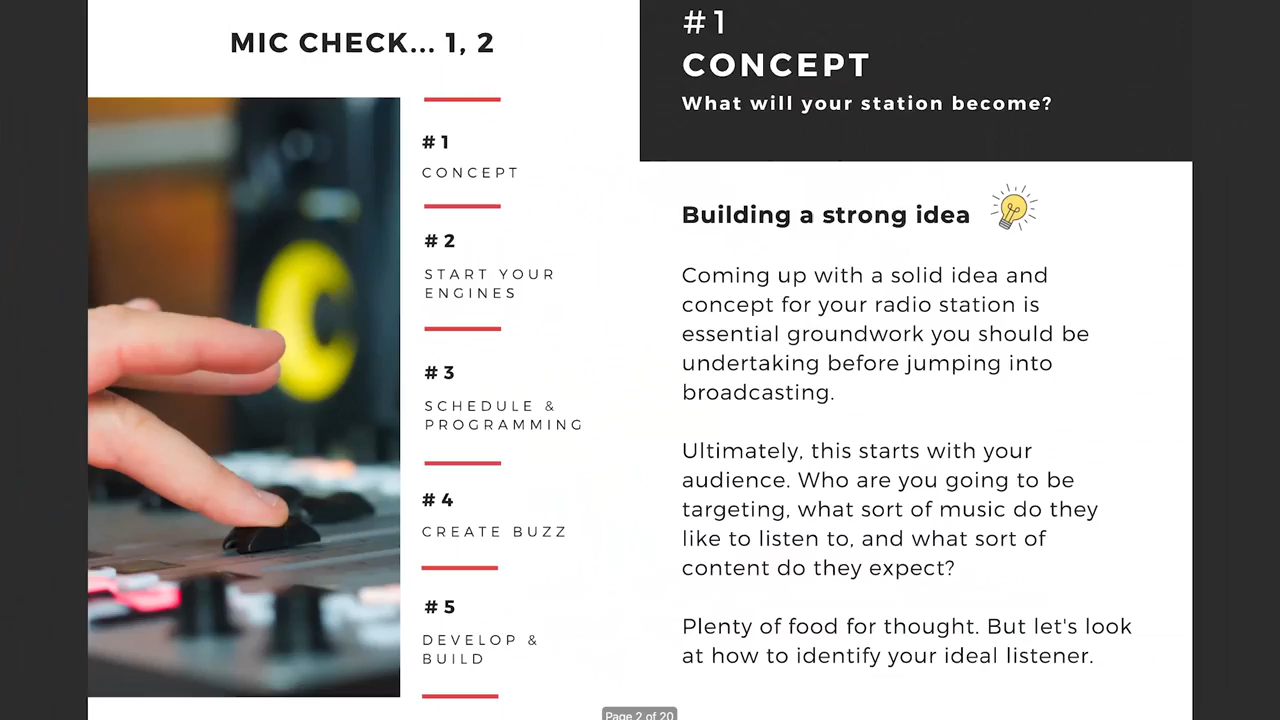 MIC CHECK... 1, 2
#1
CONCEPT
#2
START YOUR
ENGINES
#3
SCHEDULE &
PROGRAMMING
#4
CREATE BUZZ
#5
DEVELOP &
BUILD
#1
CONCEPT
What will your station become?
Building a strong idea
Coming up with a solid idea and
concept for your radio station is
essential groundwork you should be
undertaking before jumping into
broadcasting.
Ultimately, this starts with your
audience. Who are you going to be
targeting, what sort of music do they
like to listen to, and what sort of
content do they expect?
Plenty of food for thought. But let's look
at how to identify your ideal listener.
Page 2 of 20